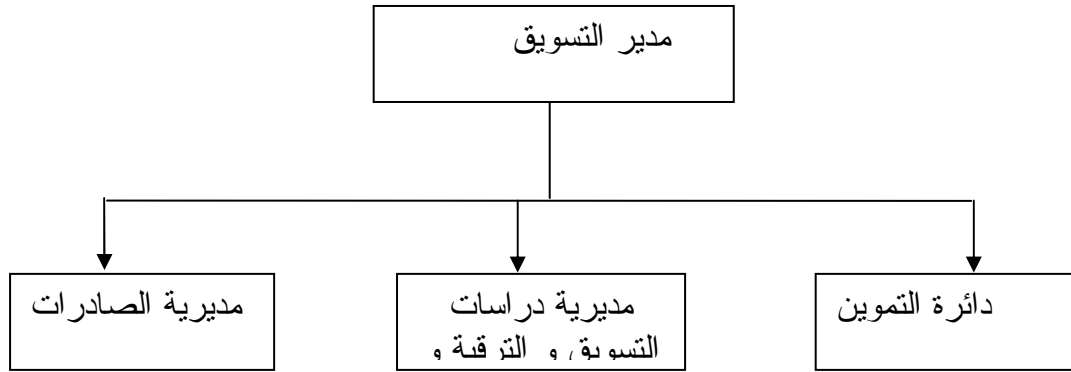 مدير التسويق
دائرة التموين
مديرية دراسات
التسويق و الترقية و
مديرية الصادرات